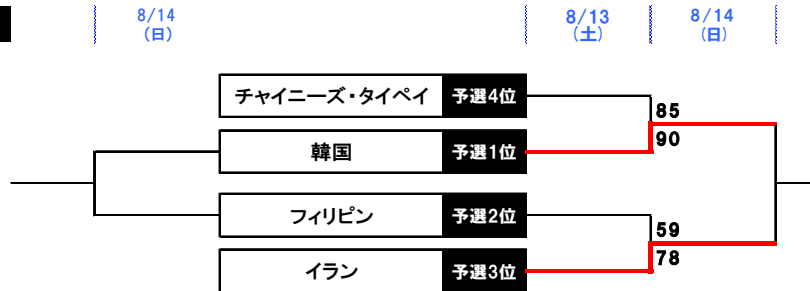 8/14
(日)
8/13
(土)
8/14
(日)
チャイニーズ・タイペイ 予選4位
85
90
韓国 予選1位
フィリピン 予選2位
59
78
イラン 予選3位